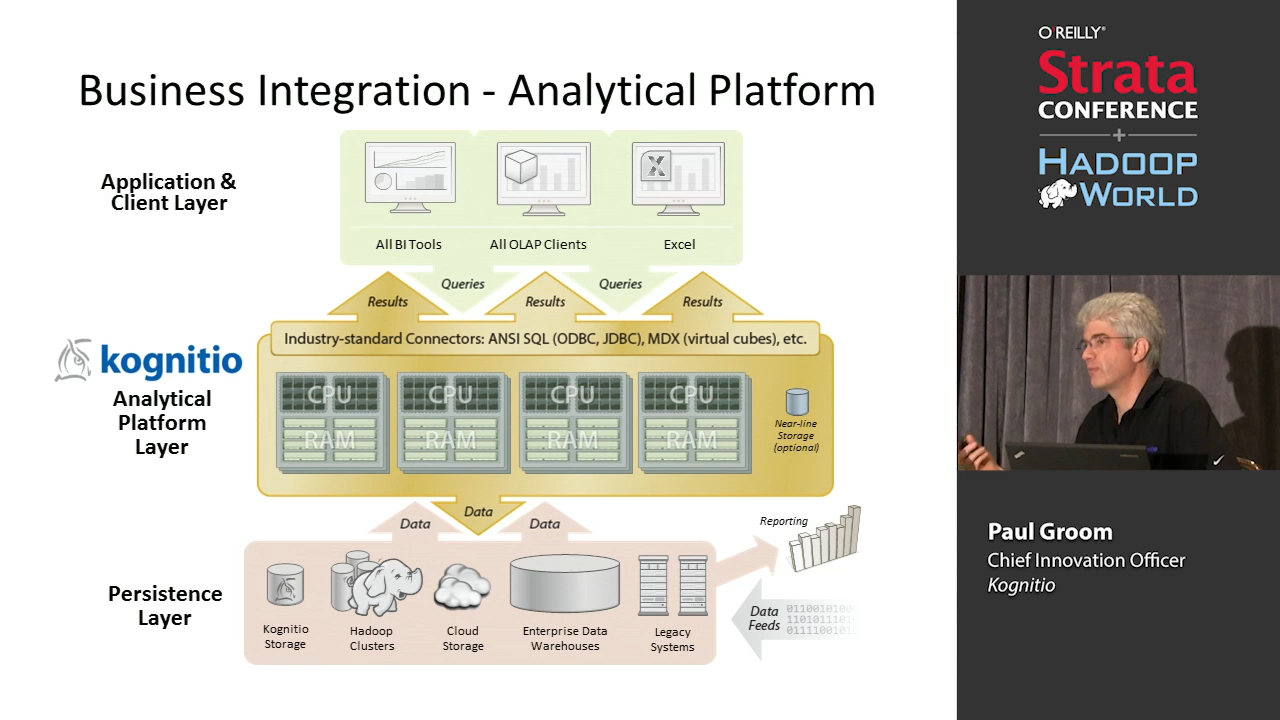 Business Integration - Analytical Platform
Application &
Client Layer
All BI Tools
All OLAP Clients
Excel
Queries
Queries
Results
Results
Results
Industry-standard Connectors: ANSI SQL (ODBC, JDBC), MDX (virtual cubes), etc.
kognitio
Analytical
Platform
Layer
CPU
CPU
CPU
CPU
RAM
RAM
RAM
RAM
Near-line
Storage
(optional)
Data
Data
Data
Reporting
Persistence
Layer
Kognitio
Storage
Hadoop
Clusters
Cloud
Storage
Enterprise Data
Warehouses
Legacy
Systems
Data
Feeds
O'REILLY®
Strata
CONFERENCE
+
HADOOP
WORLD
Paul Groom
Chief Innovation Officer
Kognitio